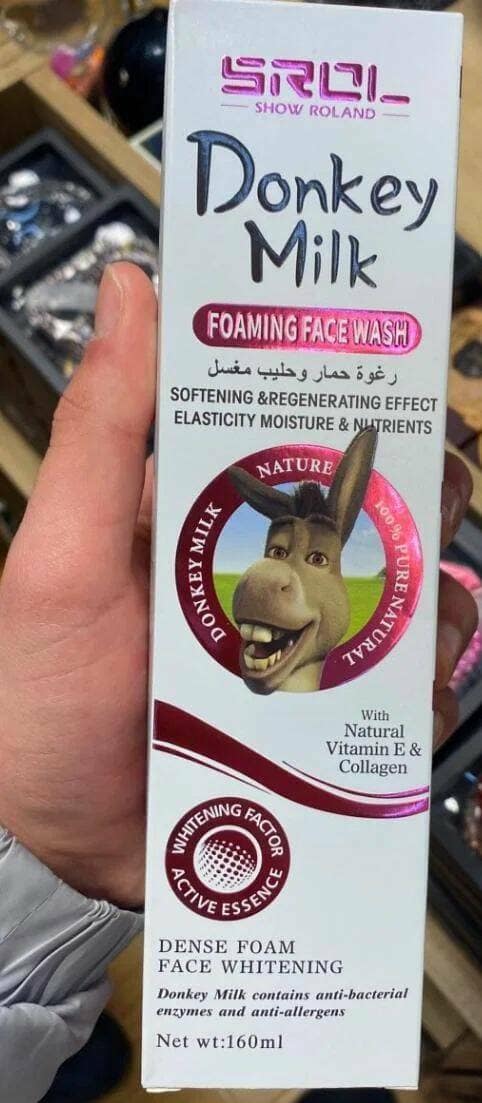 SROL
SHOW ROLAND
Donkey
Milk
FOAMING FACE WASH
رغوة حمار وحليب مغسل
SOFTENING &REGENERATING EFFECT
ELASTICITY MOISTURE & NUTRIENTS
DONKEY MILK
NATURE
100% PURE NATURAL
With
Natural
Vitamin E &
Collagen
WHITENING FACTOR
ACTIVE ESSENCE
DENSE FOAM
FACE WHITENING
Donkey Milk contains anti-bacterial
enzymes and anti-allergens
Net wt:160ml